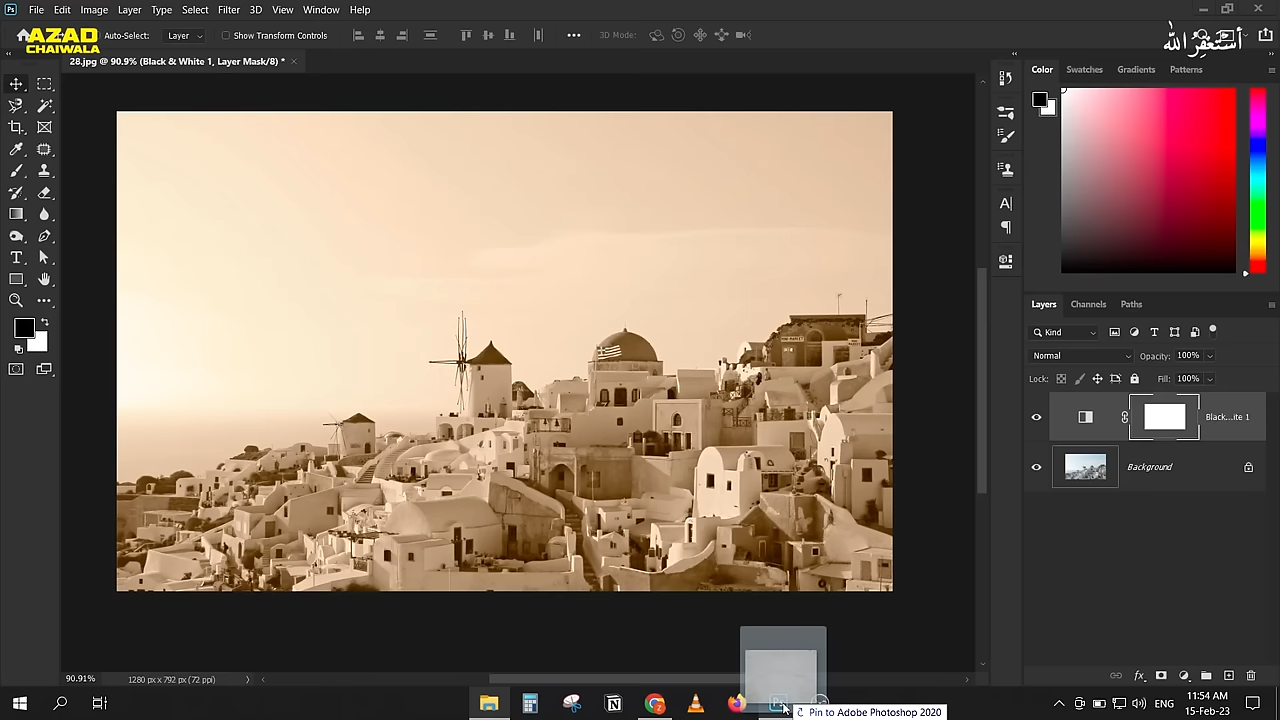 Ps File Edit Image Layer Type Select Filter 3D View Window Help
AZAD
CHAIWALA
Auto-Select: Layer Show Transform Controls 3D Mode:
أستغفر الله
28.jpg @ 90.9% (Black & White 1, Layer Mask/8) *
Color Swatches Gradients Patterns
Layers Channels Paths
Kind
Normal Opacity: 100%
Lock: Fill: 100%
Black...ite 1
Background
90.91% 1280 px x 792 px (72 ppi)
Pin to Adobe Photoshop 2020
ENG
11:54 AM
15-Feb-23